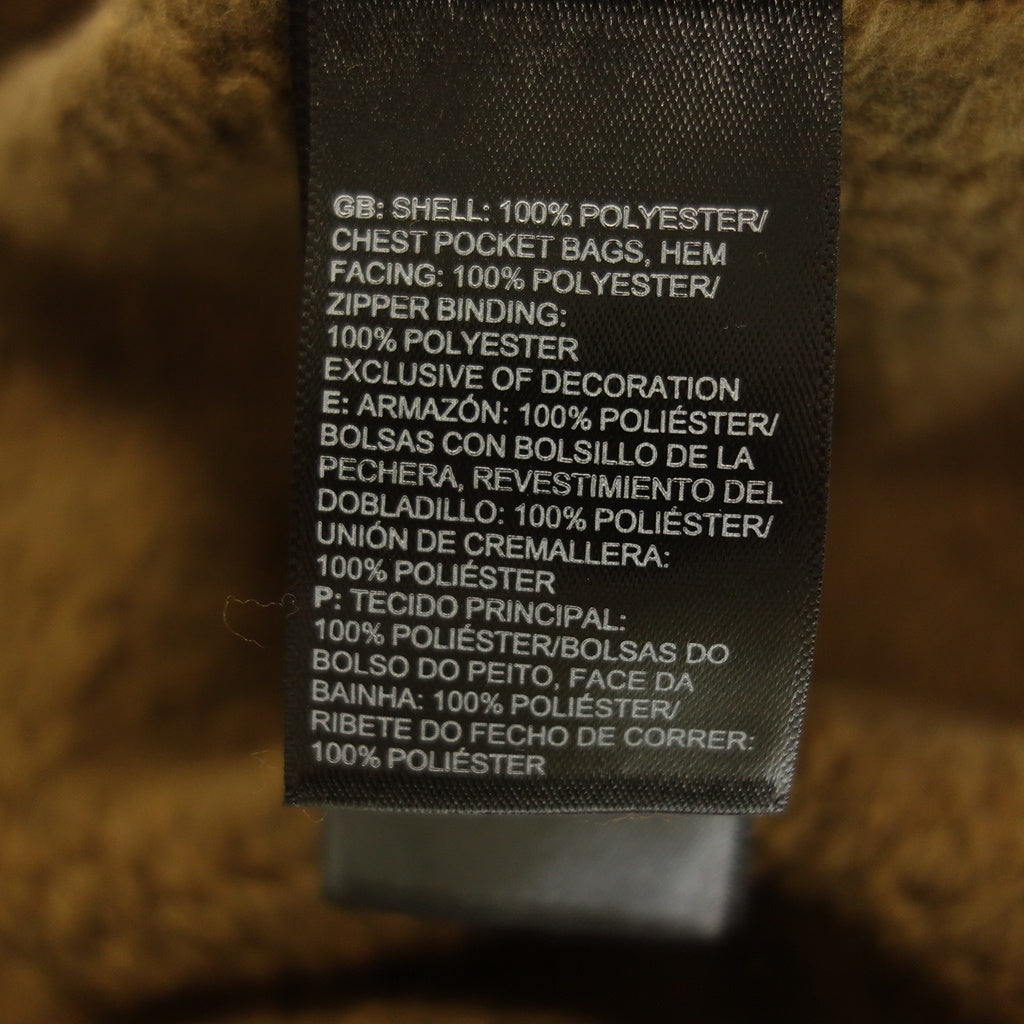 GB: SHELL: 100% POLYESTER/
CHEST POCKET BAGS, HEM
FACING: 100% POLYESTER/
ZIPPER BINDING:
100% POLYESTER
EXCLUSIVE OF DECORATION
E: ARMAZÓN: 100% POLIÉSTER/
BOLSAS CON BOLSILLO DE LA
PECHERA, REVESTIMIENTO DEL
DOBLADILLO: 100% POLIÉSTER/
UNIÓN DE CREMALLERA:
100% POLIÉSTER
P: TECIDO PRINCIPAL:
100% POLIÉSTER/BOLSAS DO
BOLSO DO PEITO, FACE DA
BAINHA: 100% POLIÉSTER/
RIBETE DO FECHO DE CORRER:
100% POLIÉSTER